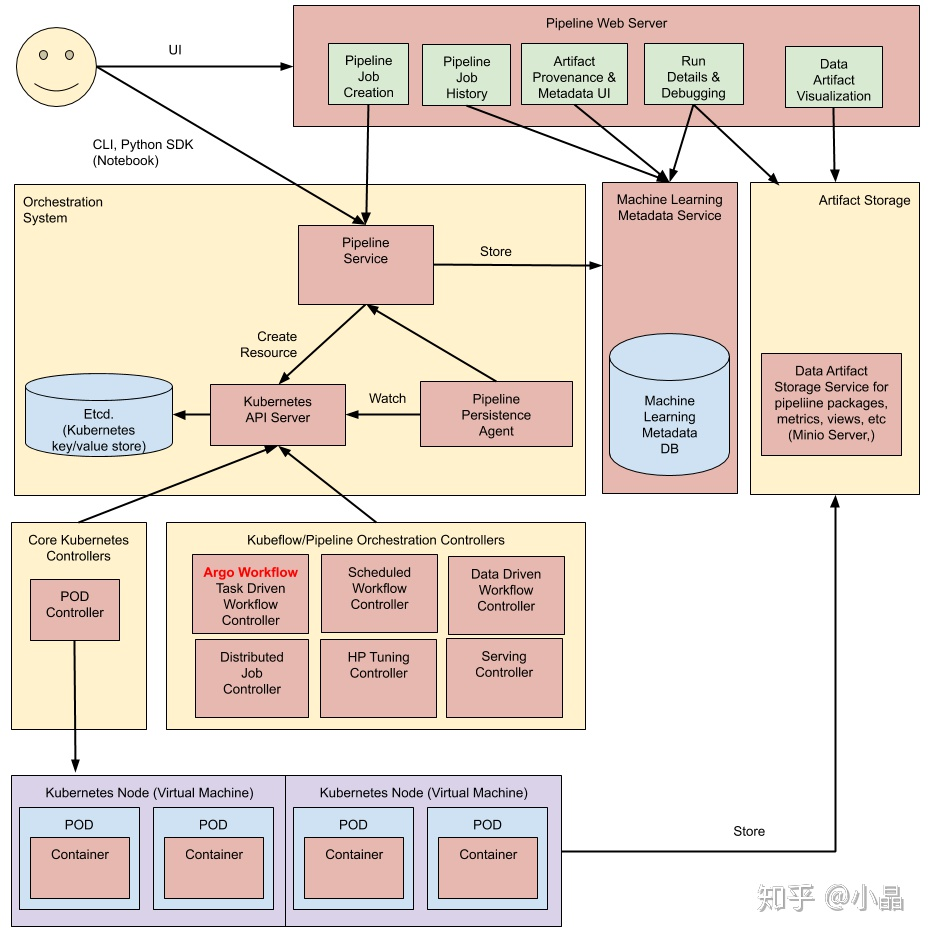 Pipeline Web Server
UI
Pipeline
Job
Creation
Pipeline
Job
History
Artifact
Provenance &
Metadata UI
Run
Details &
Debugging
Data
Artifact
Visualization
CLI, Python SDK
(Notebook)
Orchestration
System
Pipeline
Service
Store
Machine Learning
Metadata Service
Artifact Storage
Create
Resource
Etcd.
(Kubernetes
key/value store)
Kubernetes
API Server
Watch
Pipeline
Persistence
Agent
Machine
Learning
Metadata
DB
Data Artifact
Storage Service for
pipeliine packages,
metrics, views, etc
(Minio Server,)
Core Kubernetes
Controllers
POD
Controller
Kubeflow/Pipeline Orchestration Controllers
Argo Workflow
Task Driven
Workflow
Controller
Scheduled
Workflow
Controller
Data Driven
Workflow
Controller
Distributed
Job
Controller
HP Tuning
Controller
Serving
Controller
Kubernetes Node (Virtual Machine)
POD
Container
POD
Container
Kubernetes Node (Virtual Machine)
POD
Container
POD
Container
Store
知乎 @小晶